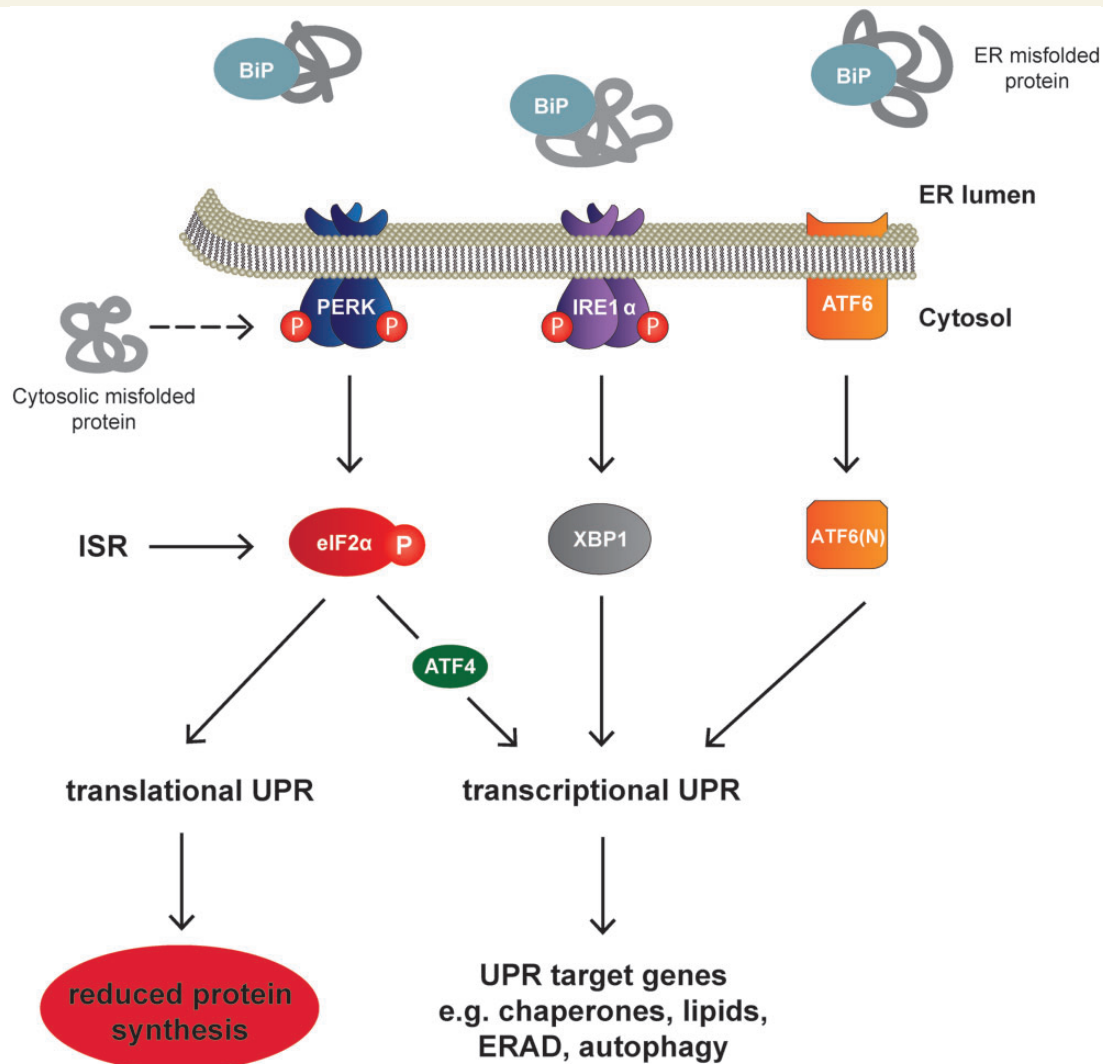 BiP
BiP
BiP
ER misfolded
protein
ER lumen
PERK
P
P
IRE1 α
P
P
ATF6
Cytosol
Cytosolic misfolded
protein
ISR
eIF2α
P
XBP1
ATF6(N)
ATF4
translational UPR
transcriptional UPR
reduced protein
synthesis
UPR target genes
e.g. chaperones, lipids,
ERAD, autophagy